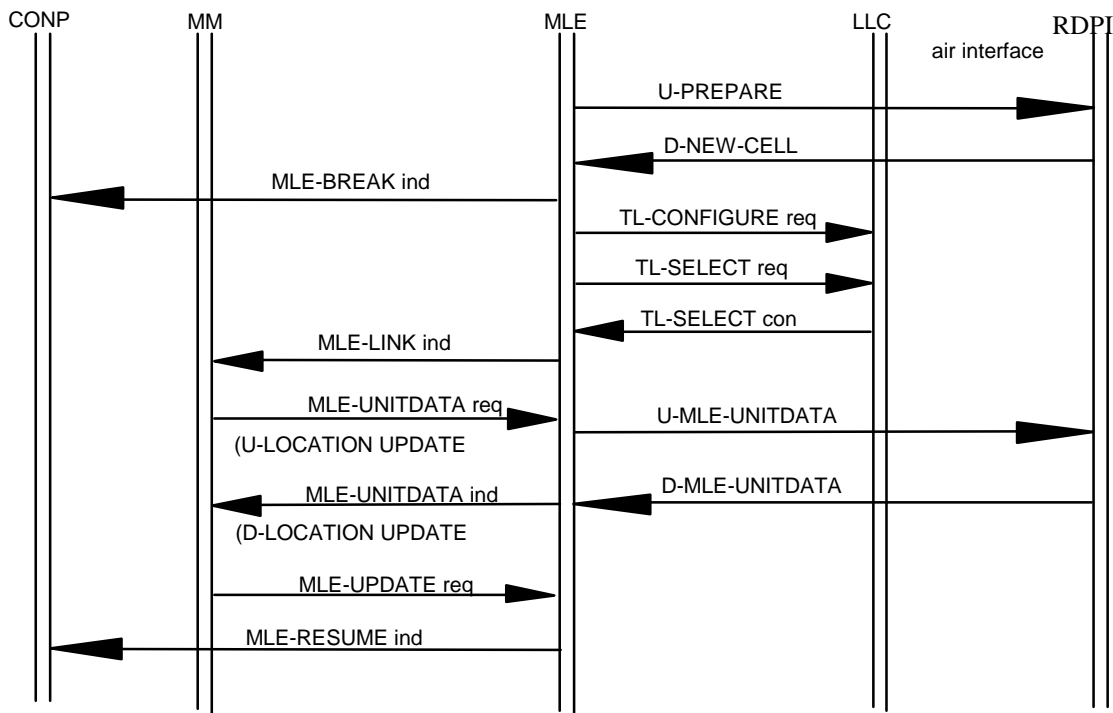 CONP MM MLE LLC RDPI
air interface
U-PREPARE
D-NEW-CELL
MLE-BREAK ind
TL-CONFIGURE req
TL-SELECT req
TL-SELECT con
MLE-LINK ind
MLE-UNITDATA req
U-MLE-UNITDATA
(U-LOCATION UPDATE
MLE-UNITDATA ind
D-MLE-UNITDATA
(D-LOCATION UPDATE
MLE-UPDATE req
MLE-RESUME ind